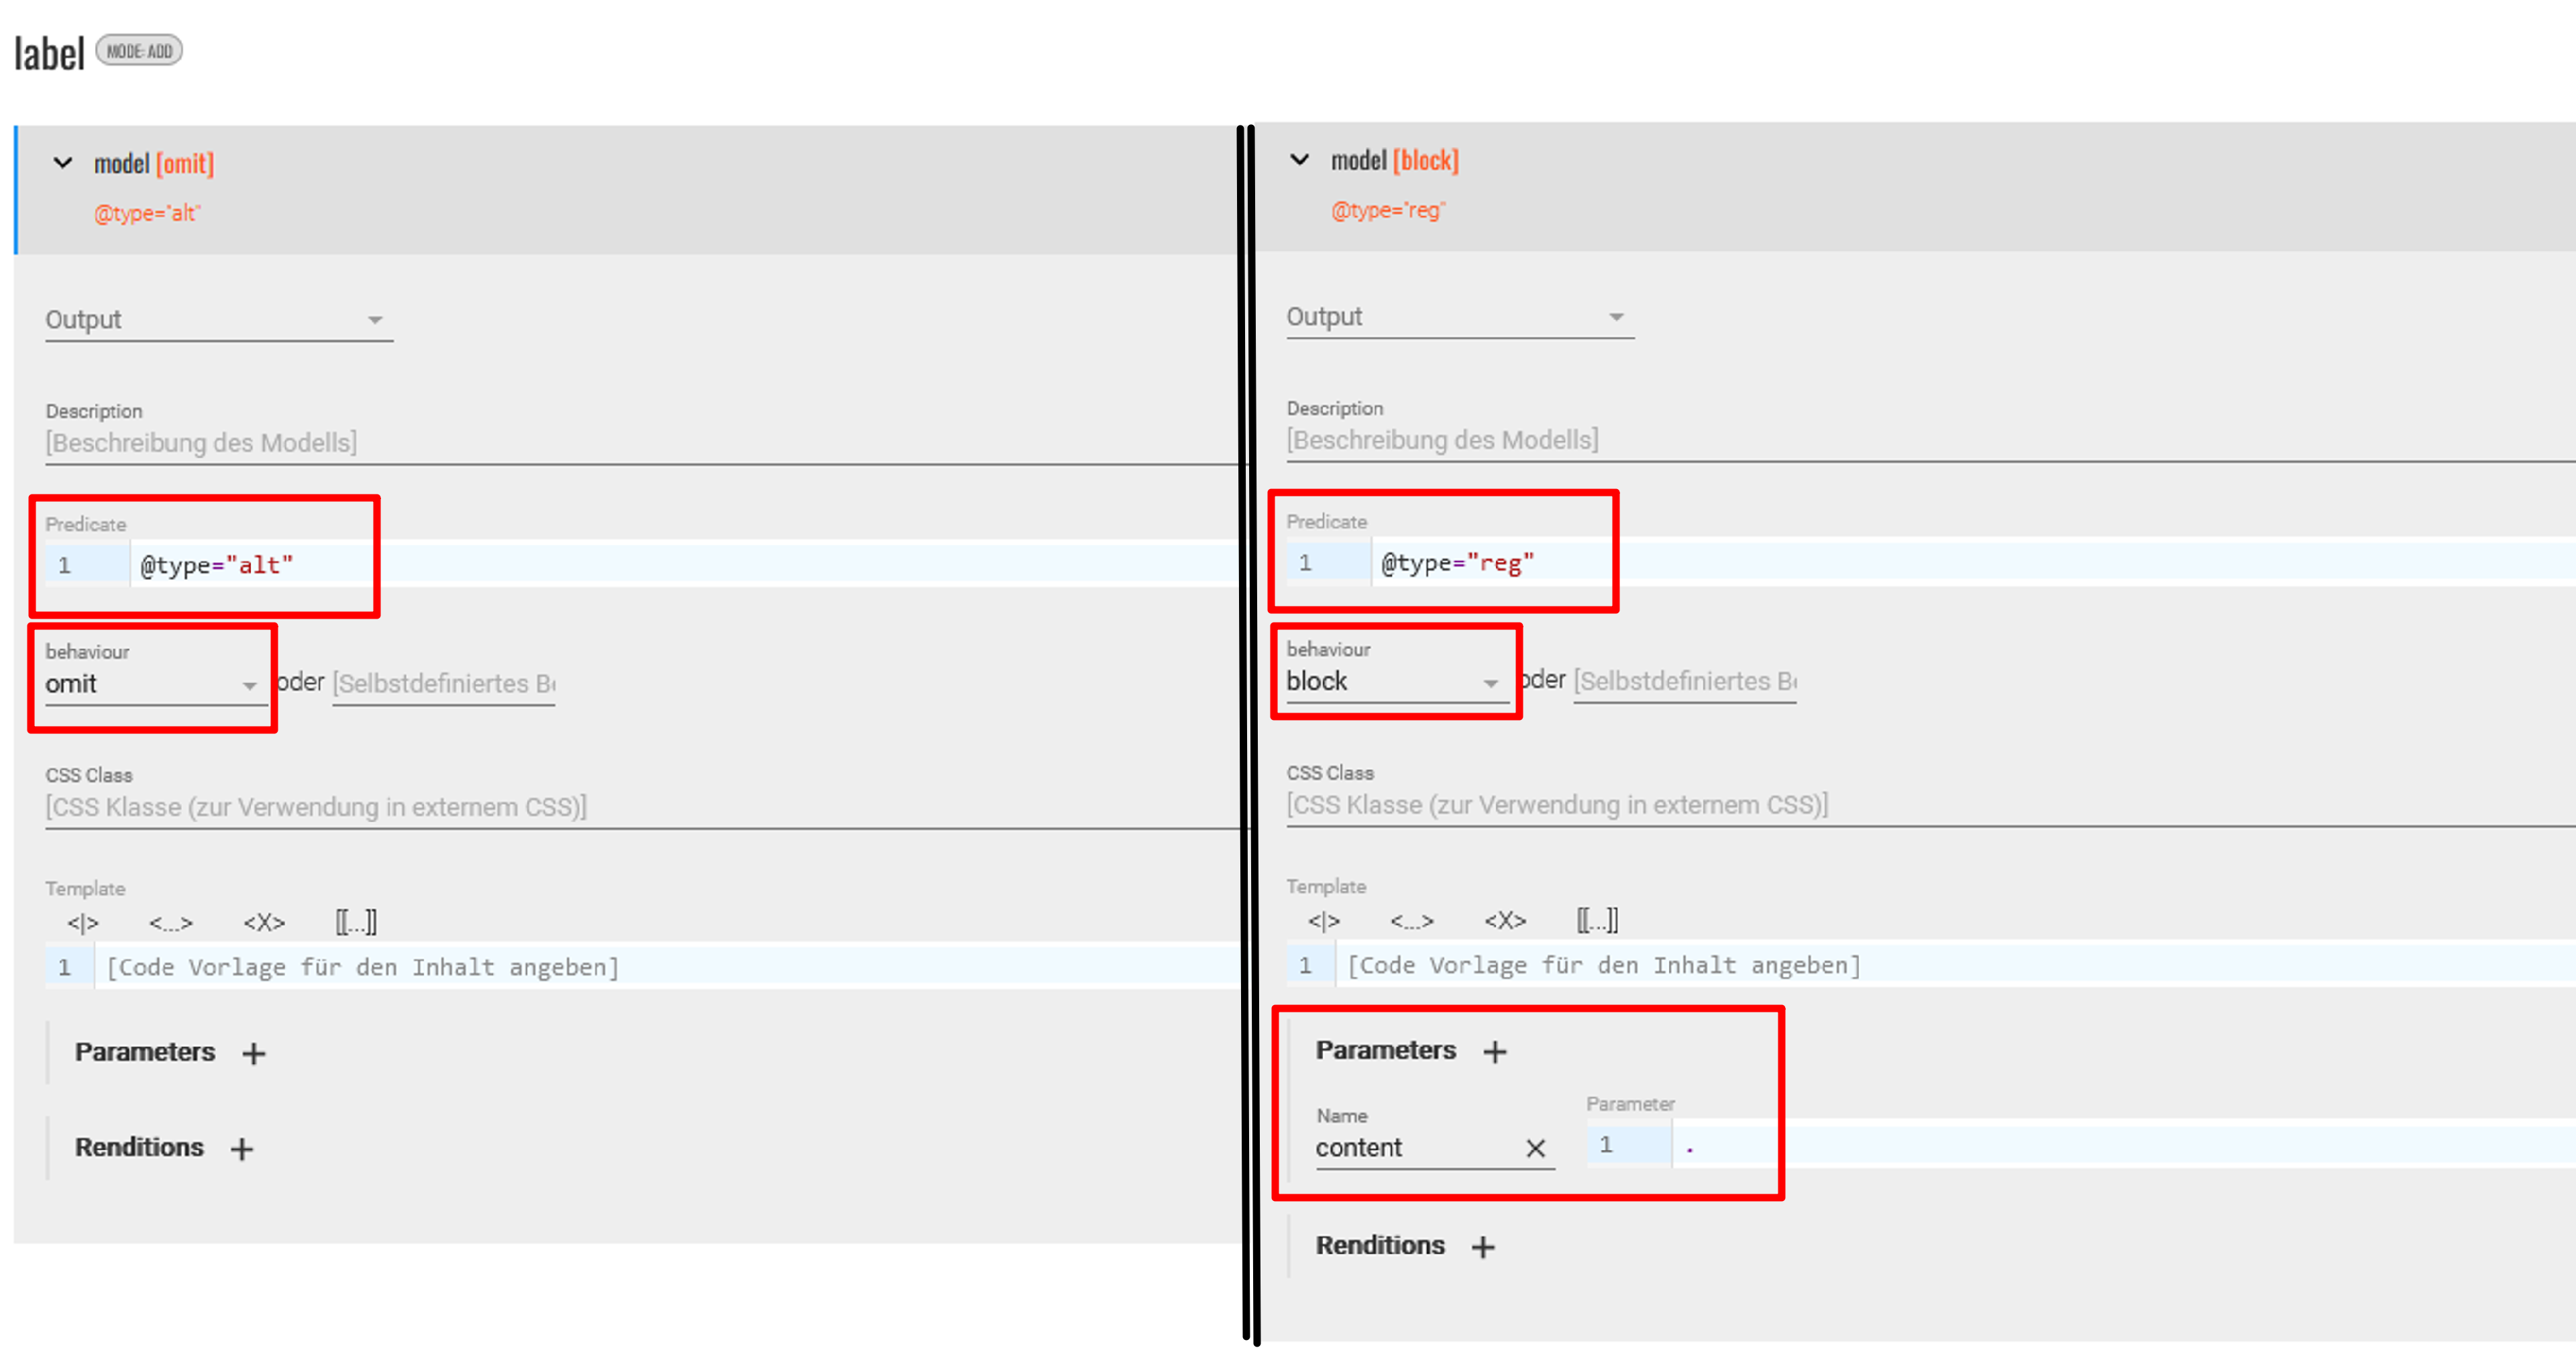 label MODE: ADD
model [omit]
@type="alt"
Output
Description
[Beschreibung des Modells]
Predicate
1 @type="alt"
behaviour
omit oder [Selbstdefiniertes Be
CSS Class
[CSS Klasse (zur Verwendung in externem CSS)]
Template
<|> <...> <X> [[...]]
1 [Code Vorlage für den Inhalt angeben]
Parameters +
Renditions +
model [block]
@type="reg"
Output
Description
[Beschreibung des Modells]
Predicate
1 @type="reg"
behaviour
block oder [Selbstdefiniertes Be
CSS Class
[CSS Klasse (zur Verwendung in externem CSS)]
Template
<|> <...> <X> [[...]]
1 [Code Vorlage für den Inhalt angeben]
Parameters +
Name Parameter
content 1 .
Renditions +